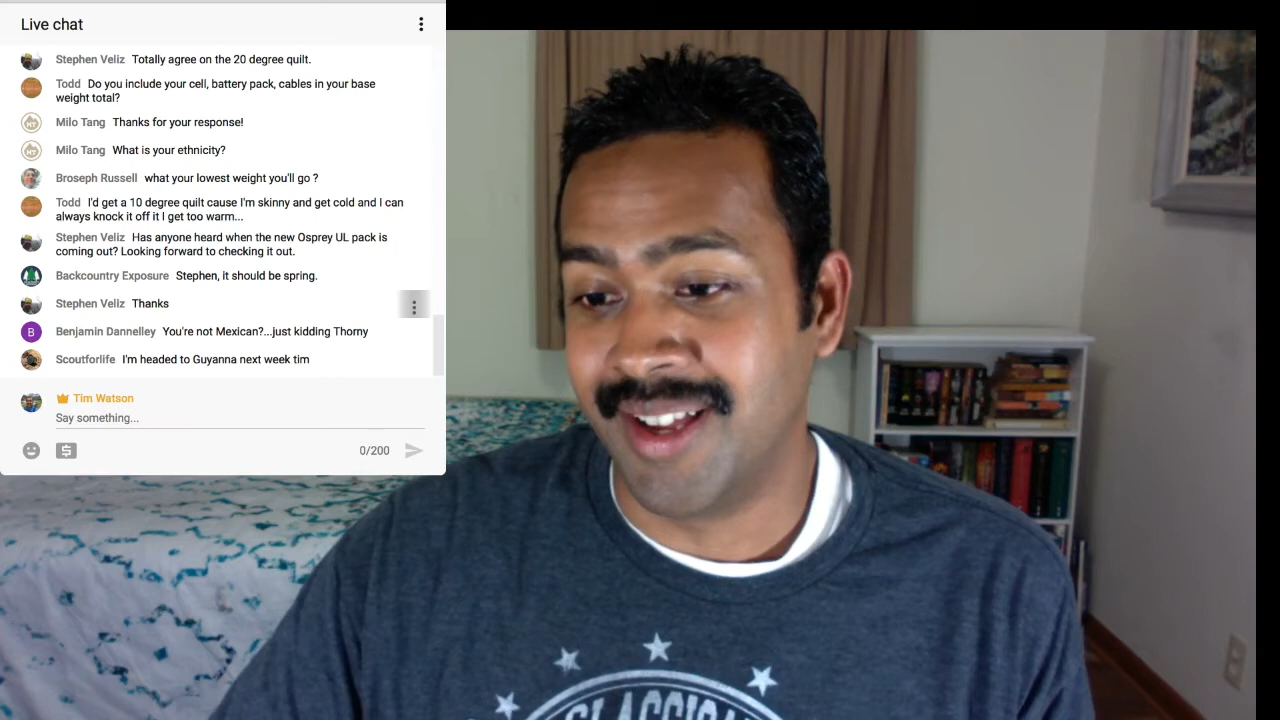 Live chat
Stephen Veliz Totally agree on the 20 degree quilt.
Todd Do you include your cell, battery pack, cables in your base
weight total?
Milo Tang Thanks for your response!
Milo Tang What is your ethnicity?
Broseph Russell what your lowest weight you'll go ?
Todd I'd get a 10 degree quilt cause I'm skinny and get cold and I can
always knock it off it I get too warm...
Stephen Veliz Has anyone heard when the new Osprey UL pack is
coming out? Looking forward to checking it out.
Backcountry Exposure Stephen, it should be spring.
Stephen Veliz Thanks
B Benjamin Dannelley You're not Mexican?...just kidding Thorny
Scoutforlife I'm headed to Guyanna next week tim
Tim Watson
Say something...
$ 0/200